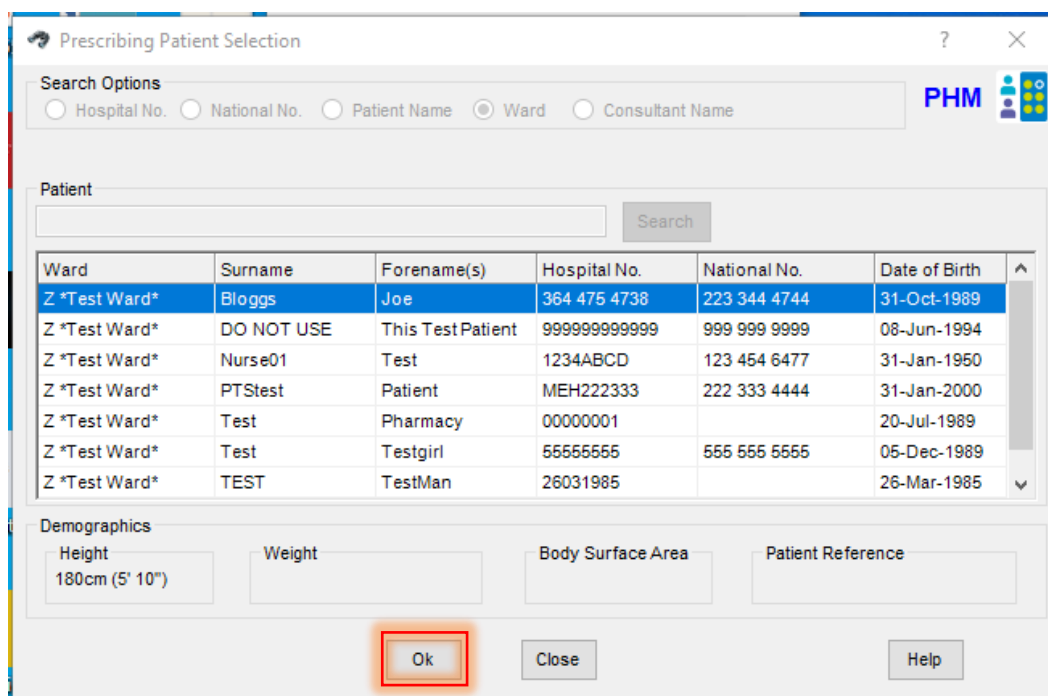 Prescribing Patient Selection ?
Search Options
Hospital No. National No. Patient Name Ward Consultant Name
PHM
Patient
Search
Ward Surname Forename(s) Hospital No. National No. Date of Birth
Z *Test Ward* Bloggs Joe 364 475 4738 223 344 4744 31-Oct-1989
Z *Test Ward* DO NOT USE This Test Patient 999999999999 999 999 9999 08-Jun-1994
Z *Test Ward* Nurse01 Test 1234ABCD 123 454 6477 31-Jan-1950
Z *Test Ward* PTStest Patient MEH222333 222 333 4444 31-Jan-2000
Z *Test Ward* Test Pharmacy 00000001 20-Jul-1989
Z *Test Ward* Test Testgirl 55555555 555 555 5555 05-Dec-1989
Z *Test Ward* TEST TestMan 26031985 26-Mar-1985
Demographics
Height Weight Body Surface Area Patient Reference
180cm (5' 10")
Ok Close Help